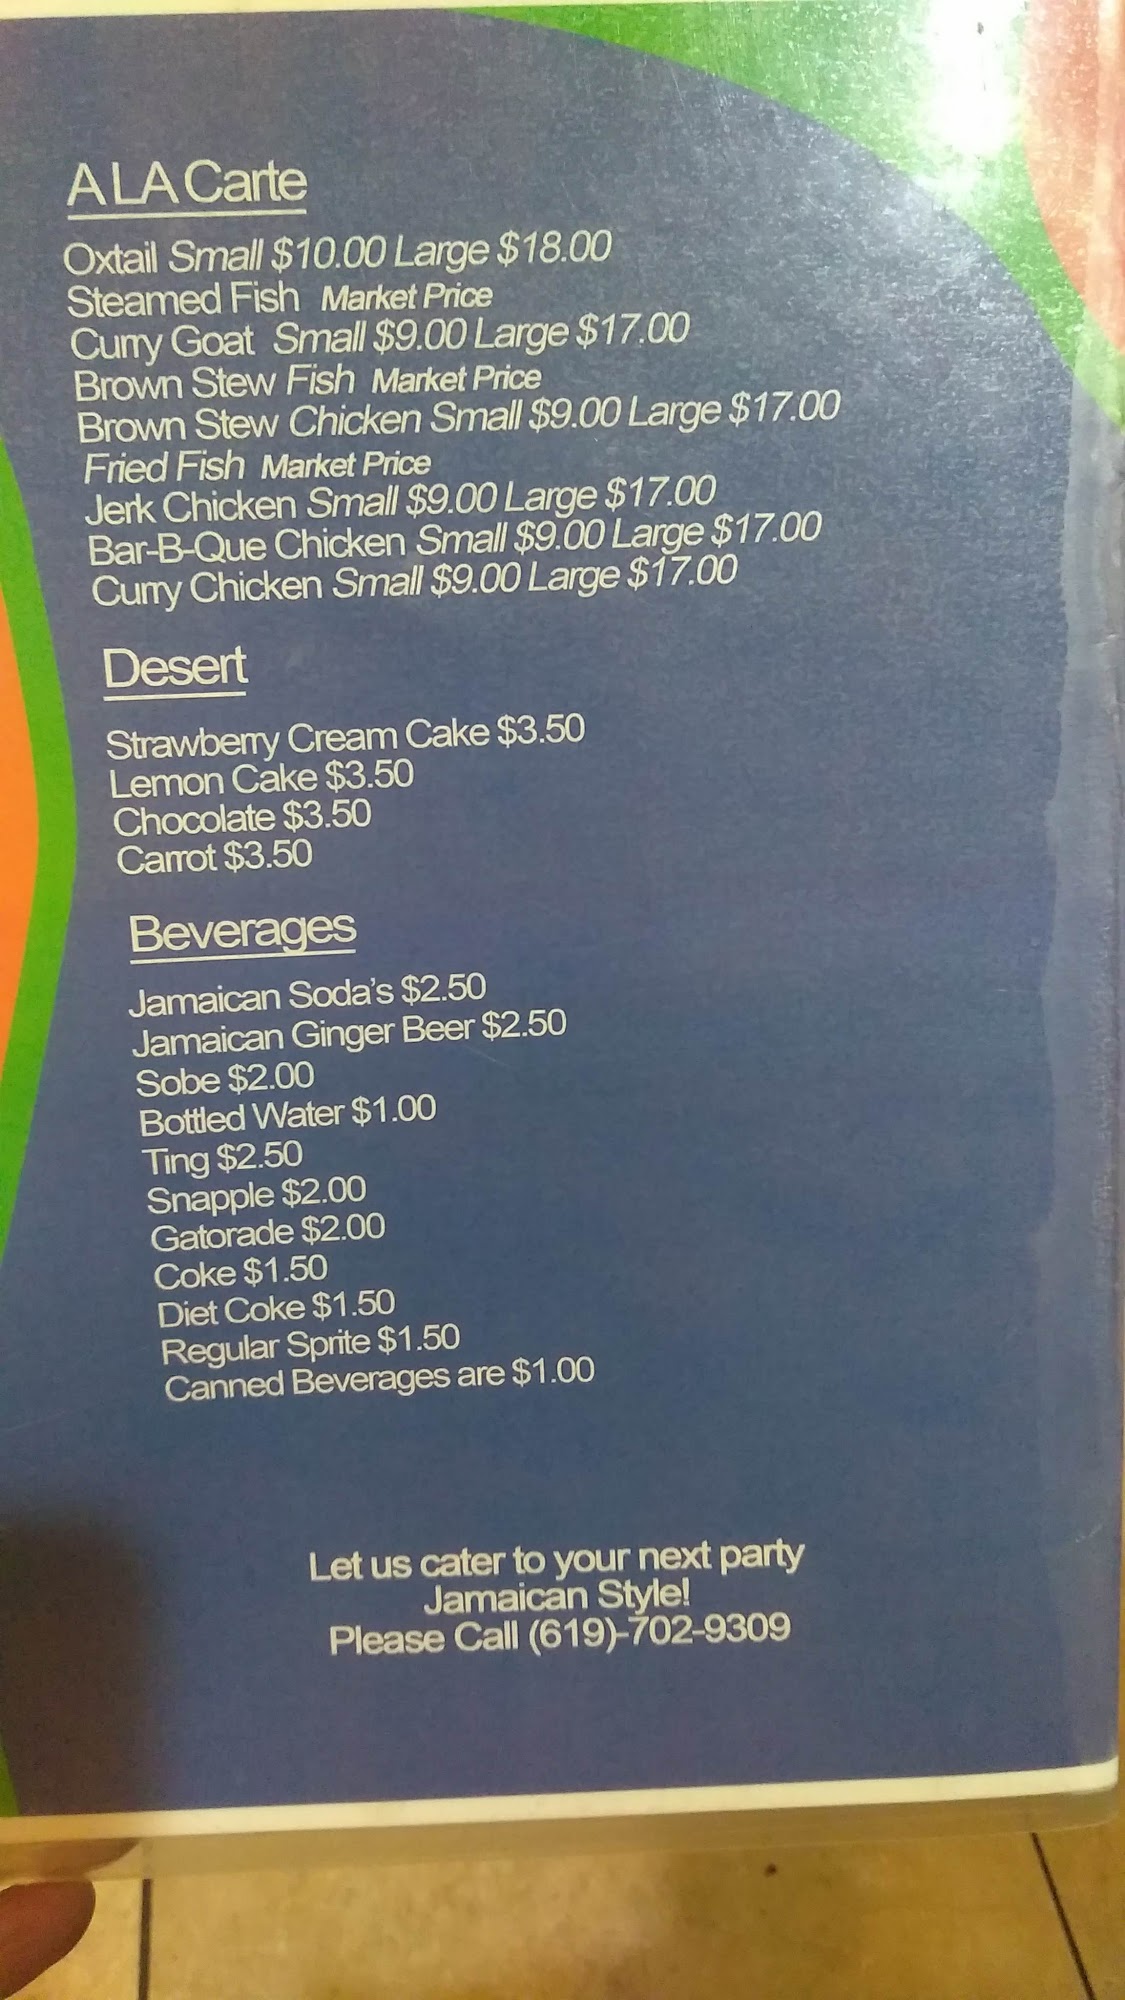 A LA Carte
Oxtail Small $10.00 Large $18.00
Steamed Fish Market Price
Curry Goat Small $9.00 Large $17.00
Brown Stew Fish Market Price
Brown Stew Chicken Small $9.00 Large $17.00
Fried Fish Market Price
Jerk Chicken Small $9.00 Large $17.00
Bar-B-Que Chicken Small $9.00 Large $17.00
Curry Chicken Small $9.00 Large $17.00
Desert
Strawberry Cream Cake $3.50
Lemon Cake $3.50
Chocolate $3.50
Carrot $3.50
Beverages
Jamaican Soda's $2.50
Jamaican Ginger Beer $2.50
Sobe $2.00
Bottled Water $1.00
Ting $2.50
Snapple $2.00
Gatorade $2.00
Coke $1.50
Diet Coke $1.50
Regular Sprite $1.50
Canned Beverages are $1.00
Let us cater to your next party
Jamaican Style!
Please Call (619)-702-9309